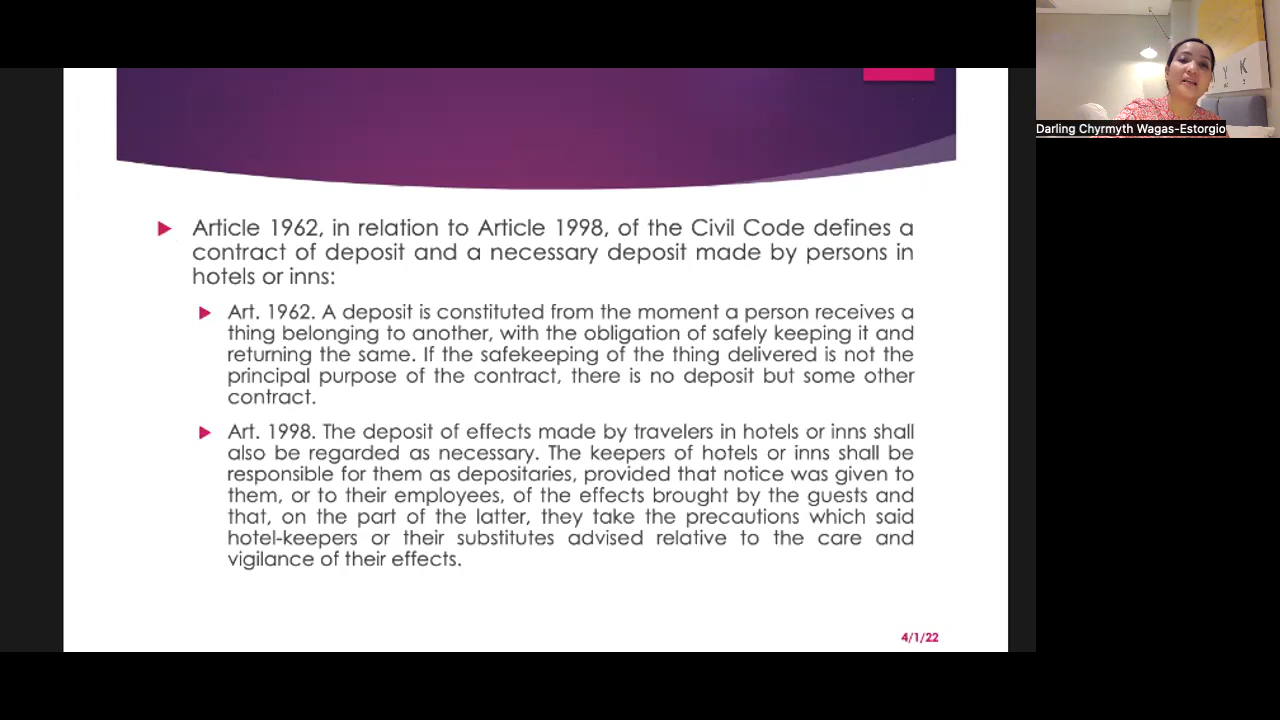 Darling Chyrmyth Wagas-Estorgio
Article 1962, in relation to Article 1998, of the Civil Code defines a
contract of deposit and a necessary deposit made by persons in
hotels or inns:
Art. 1962. A deposit is constituted from the moment a person receives a
thing belonging to another, with the obligation of safely keeping it and
returning the same. If the safekeeping of the thing delivered is not the
principal purpose of the contract, there is no deposit but some other
contract.
Art. 1998. The deposit of effects made by travelers in hotels or inns shall
also be regarded as necessary. The keepers of hotels or inns shall be
responsible for them as depositaries, provided that notice was given to
them, or to their employees, of the effects brought by the guests and
that, on the part of the latter, they take the precautions which said
hotel-keepers or their substitutes advised relative to the care and
vigilance of their effects.
4/1/22